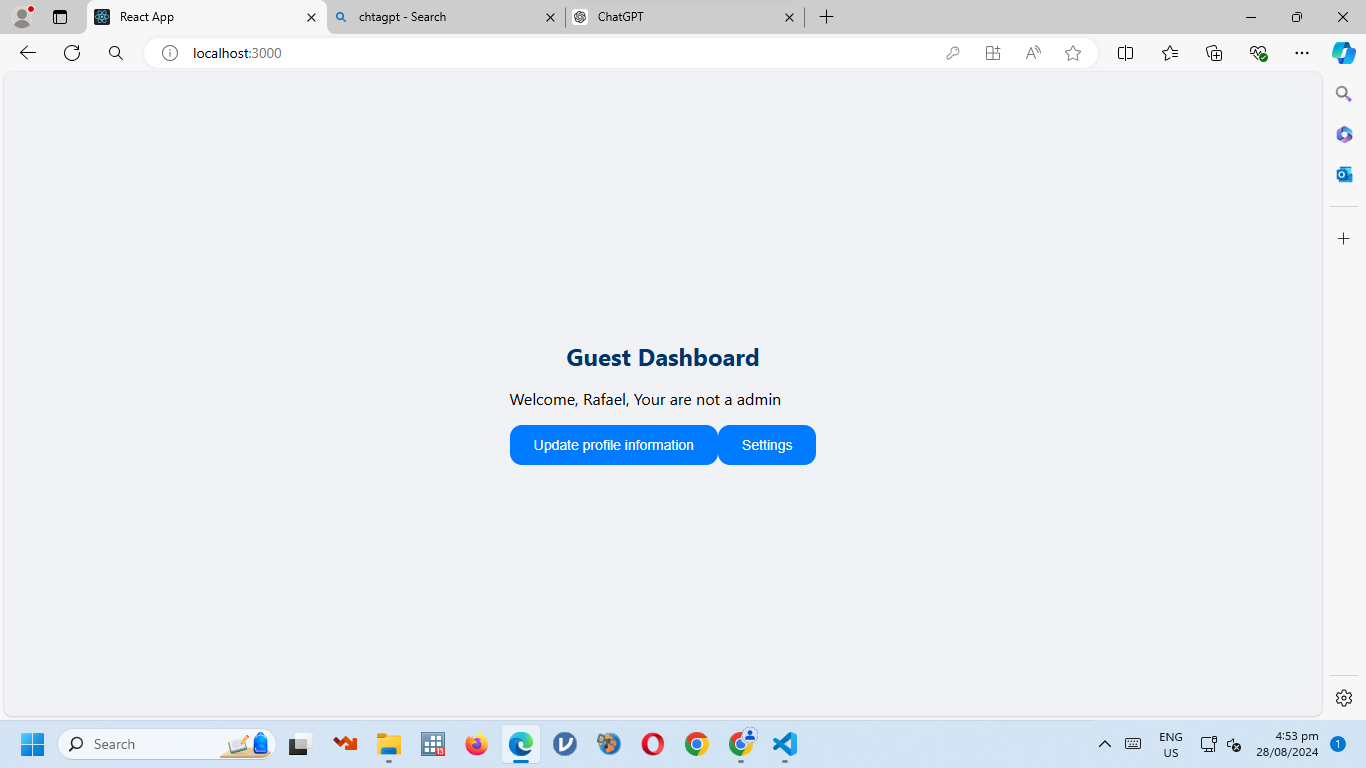 React App
chtagpt - Search
ChatGPT
localhost:3000
Guest Dashboard
Welcome, Rafael, Your are not a admin
Update profile information
Settings
Search
ENG
US
4:53 pm
28/08/2024
1